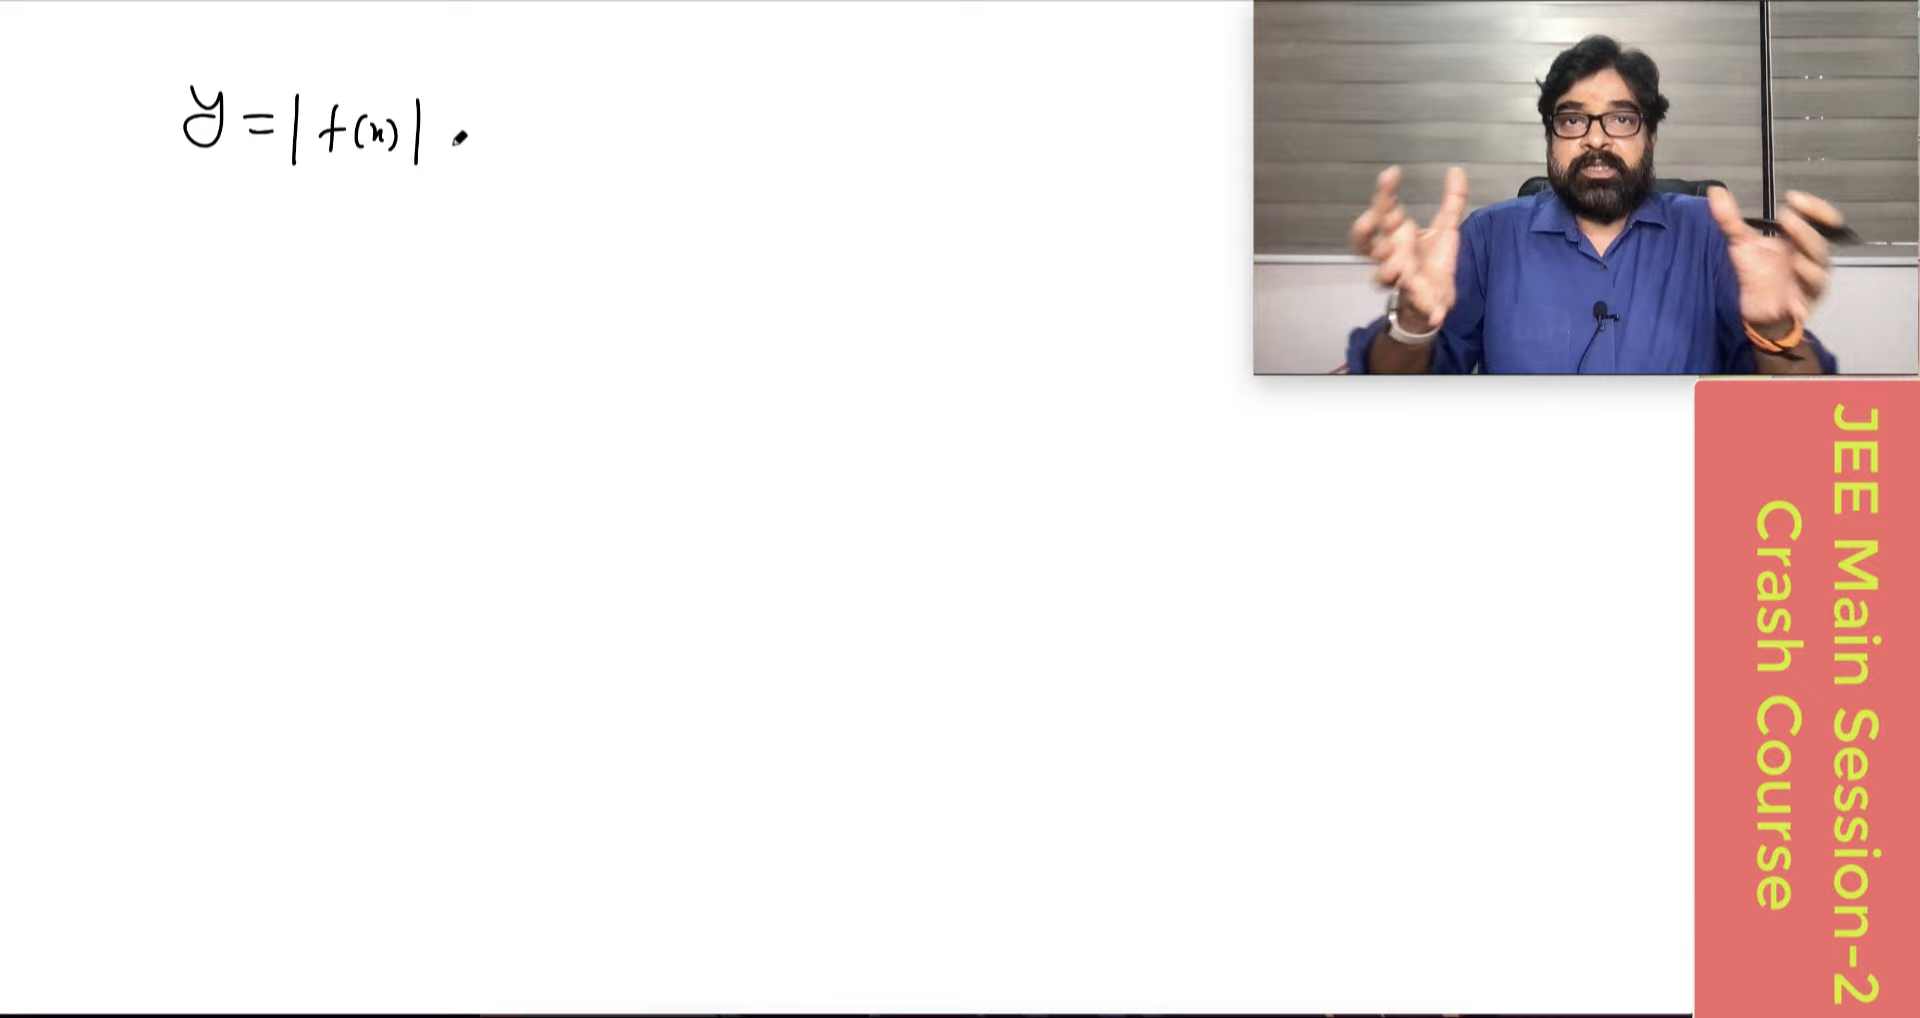 y = | f(x) | .
JEE Main Session-2
Crash Course